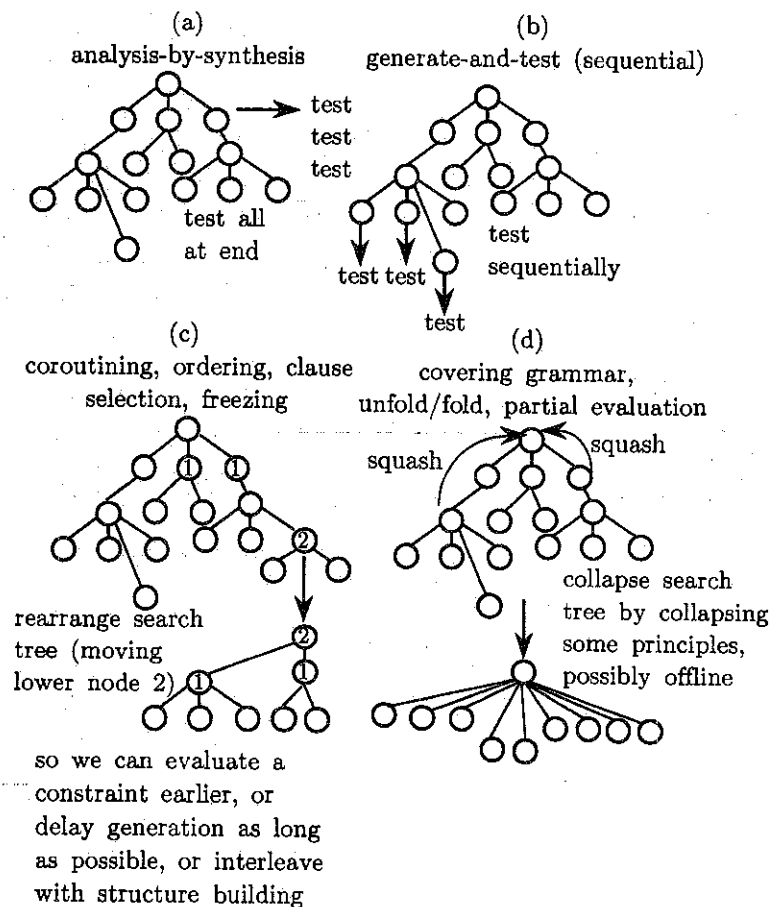 (a)
analysis-by-synthesis
test
test
test
test all
at end
(b)
generate-and-test (sequential)
test
sequentially
test test
test
(c)
coroutining, ordering, clause
selection, freezing
1 1
2
rearrange search
tree (moving
lower node 2)
2
1
1
so we can evaluate a
constraint earlier, or
delay generation as long
as possible, or interleave
with structure building
(d)
covering grammar,
unfold/fold, partial evaluation
squash
squash
collapse search
tree by collapsing
some principles,
possibly offline